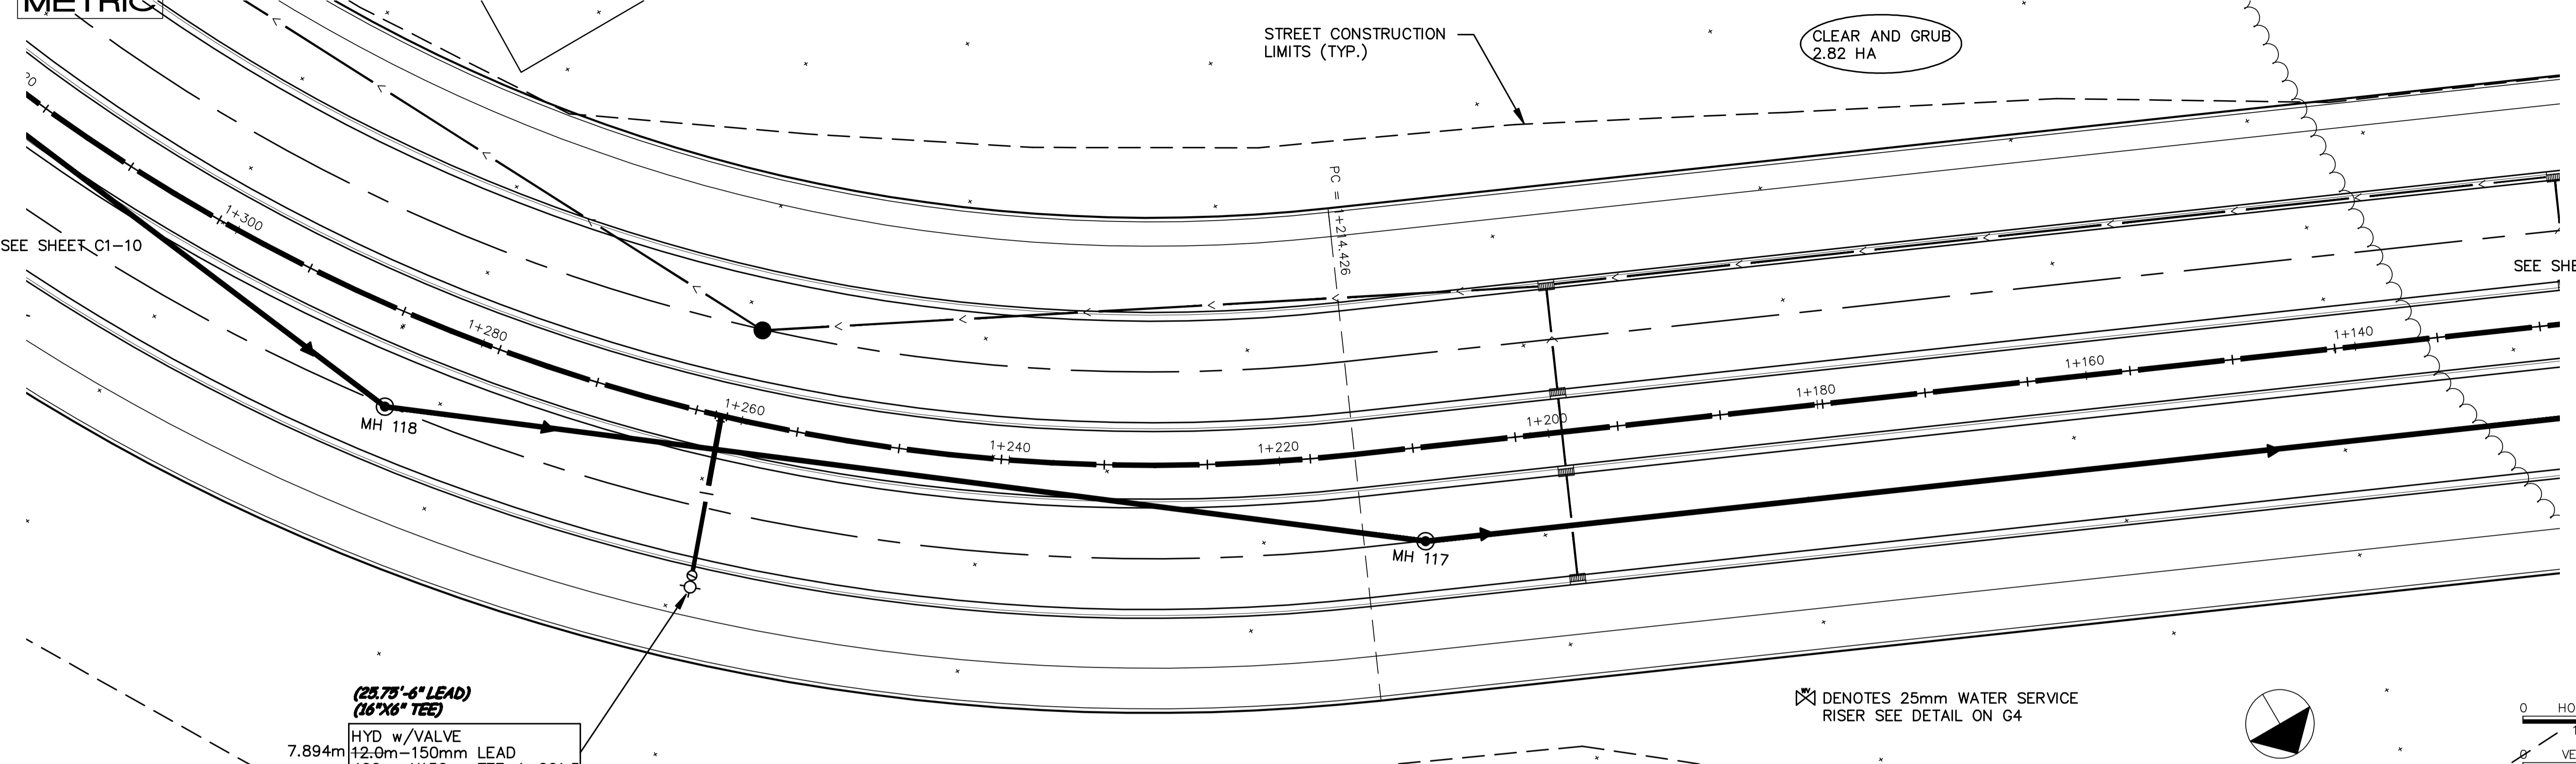 METRIC
STREET CONSTRUCTION
LIMITS (TYP.)
CLEAR AND GRUB
2.82 HA
PC = 1+214.426
1+300
SEE SHEET C1-10
1+280
1+260
1+240
1+220
1+200
1+180
1+160
1+140
MH 118
MH 117
(25.75'-6" LEAD)
(16"X6" TEE)
HYD w/VALVE
7.894m 12.0m-150mm LEAD
DENOTES 25mm WATER SERVICE
RISER SEE DETAIL ON G4
SEE
0
0